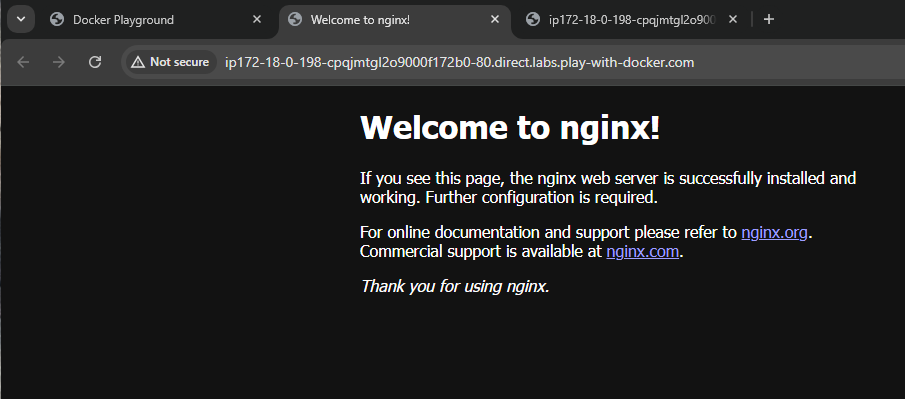 Docker Playground
Welcome to nginx!
ip172-18-0-198-cpqjmtgl2o900
Not secure
ip172-18-0-198-cpqjmtgl2o9000f172b0-80.direct.labs.play-with-docker.com
Welcome to nginx!
If you see this page, the nginx web server is successfully installed and
working. Further configuration is required.
For online documentation and support please refer to nginx.org.
Commercial support is available at nginx.com.
Thank you for using nginx.